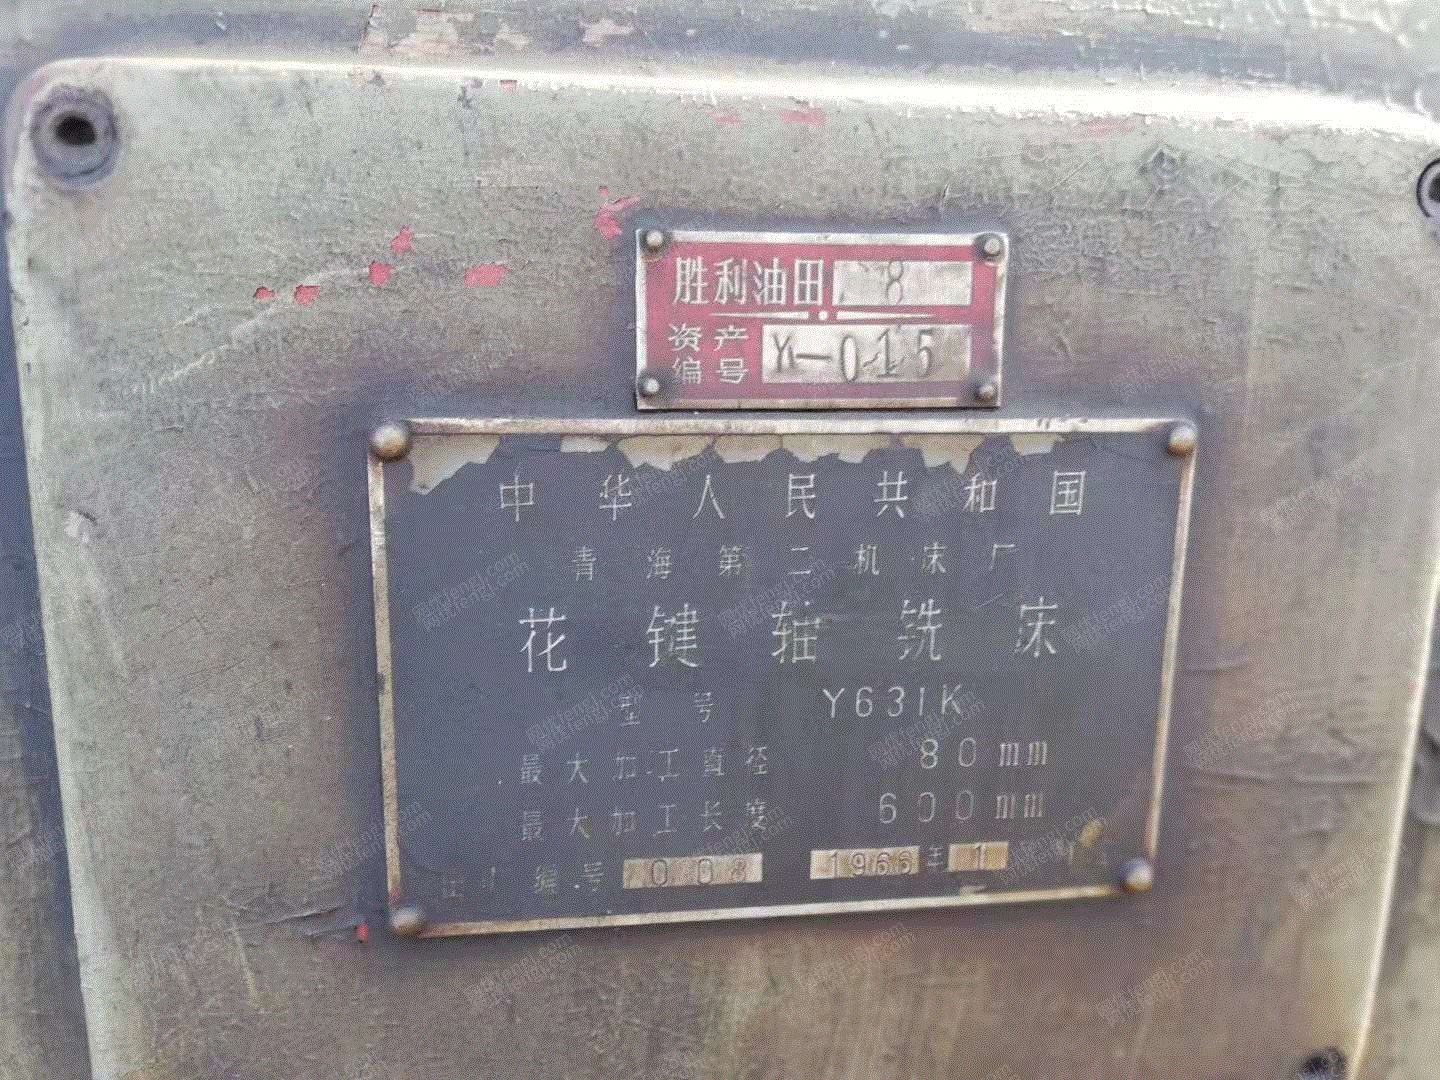 胜利油田 8
资产编号 Y-015
中华人民共和国
青海第二机床厂
花键轴铣床
型号 Y631K
最大加工直径 80mm
最大加工长度 600mm
编号 008 1966年1